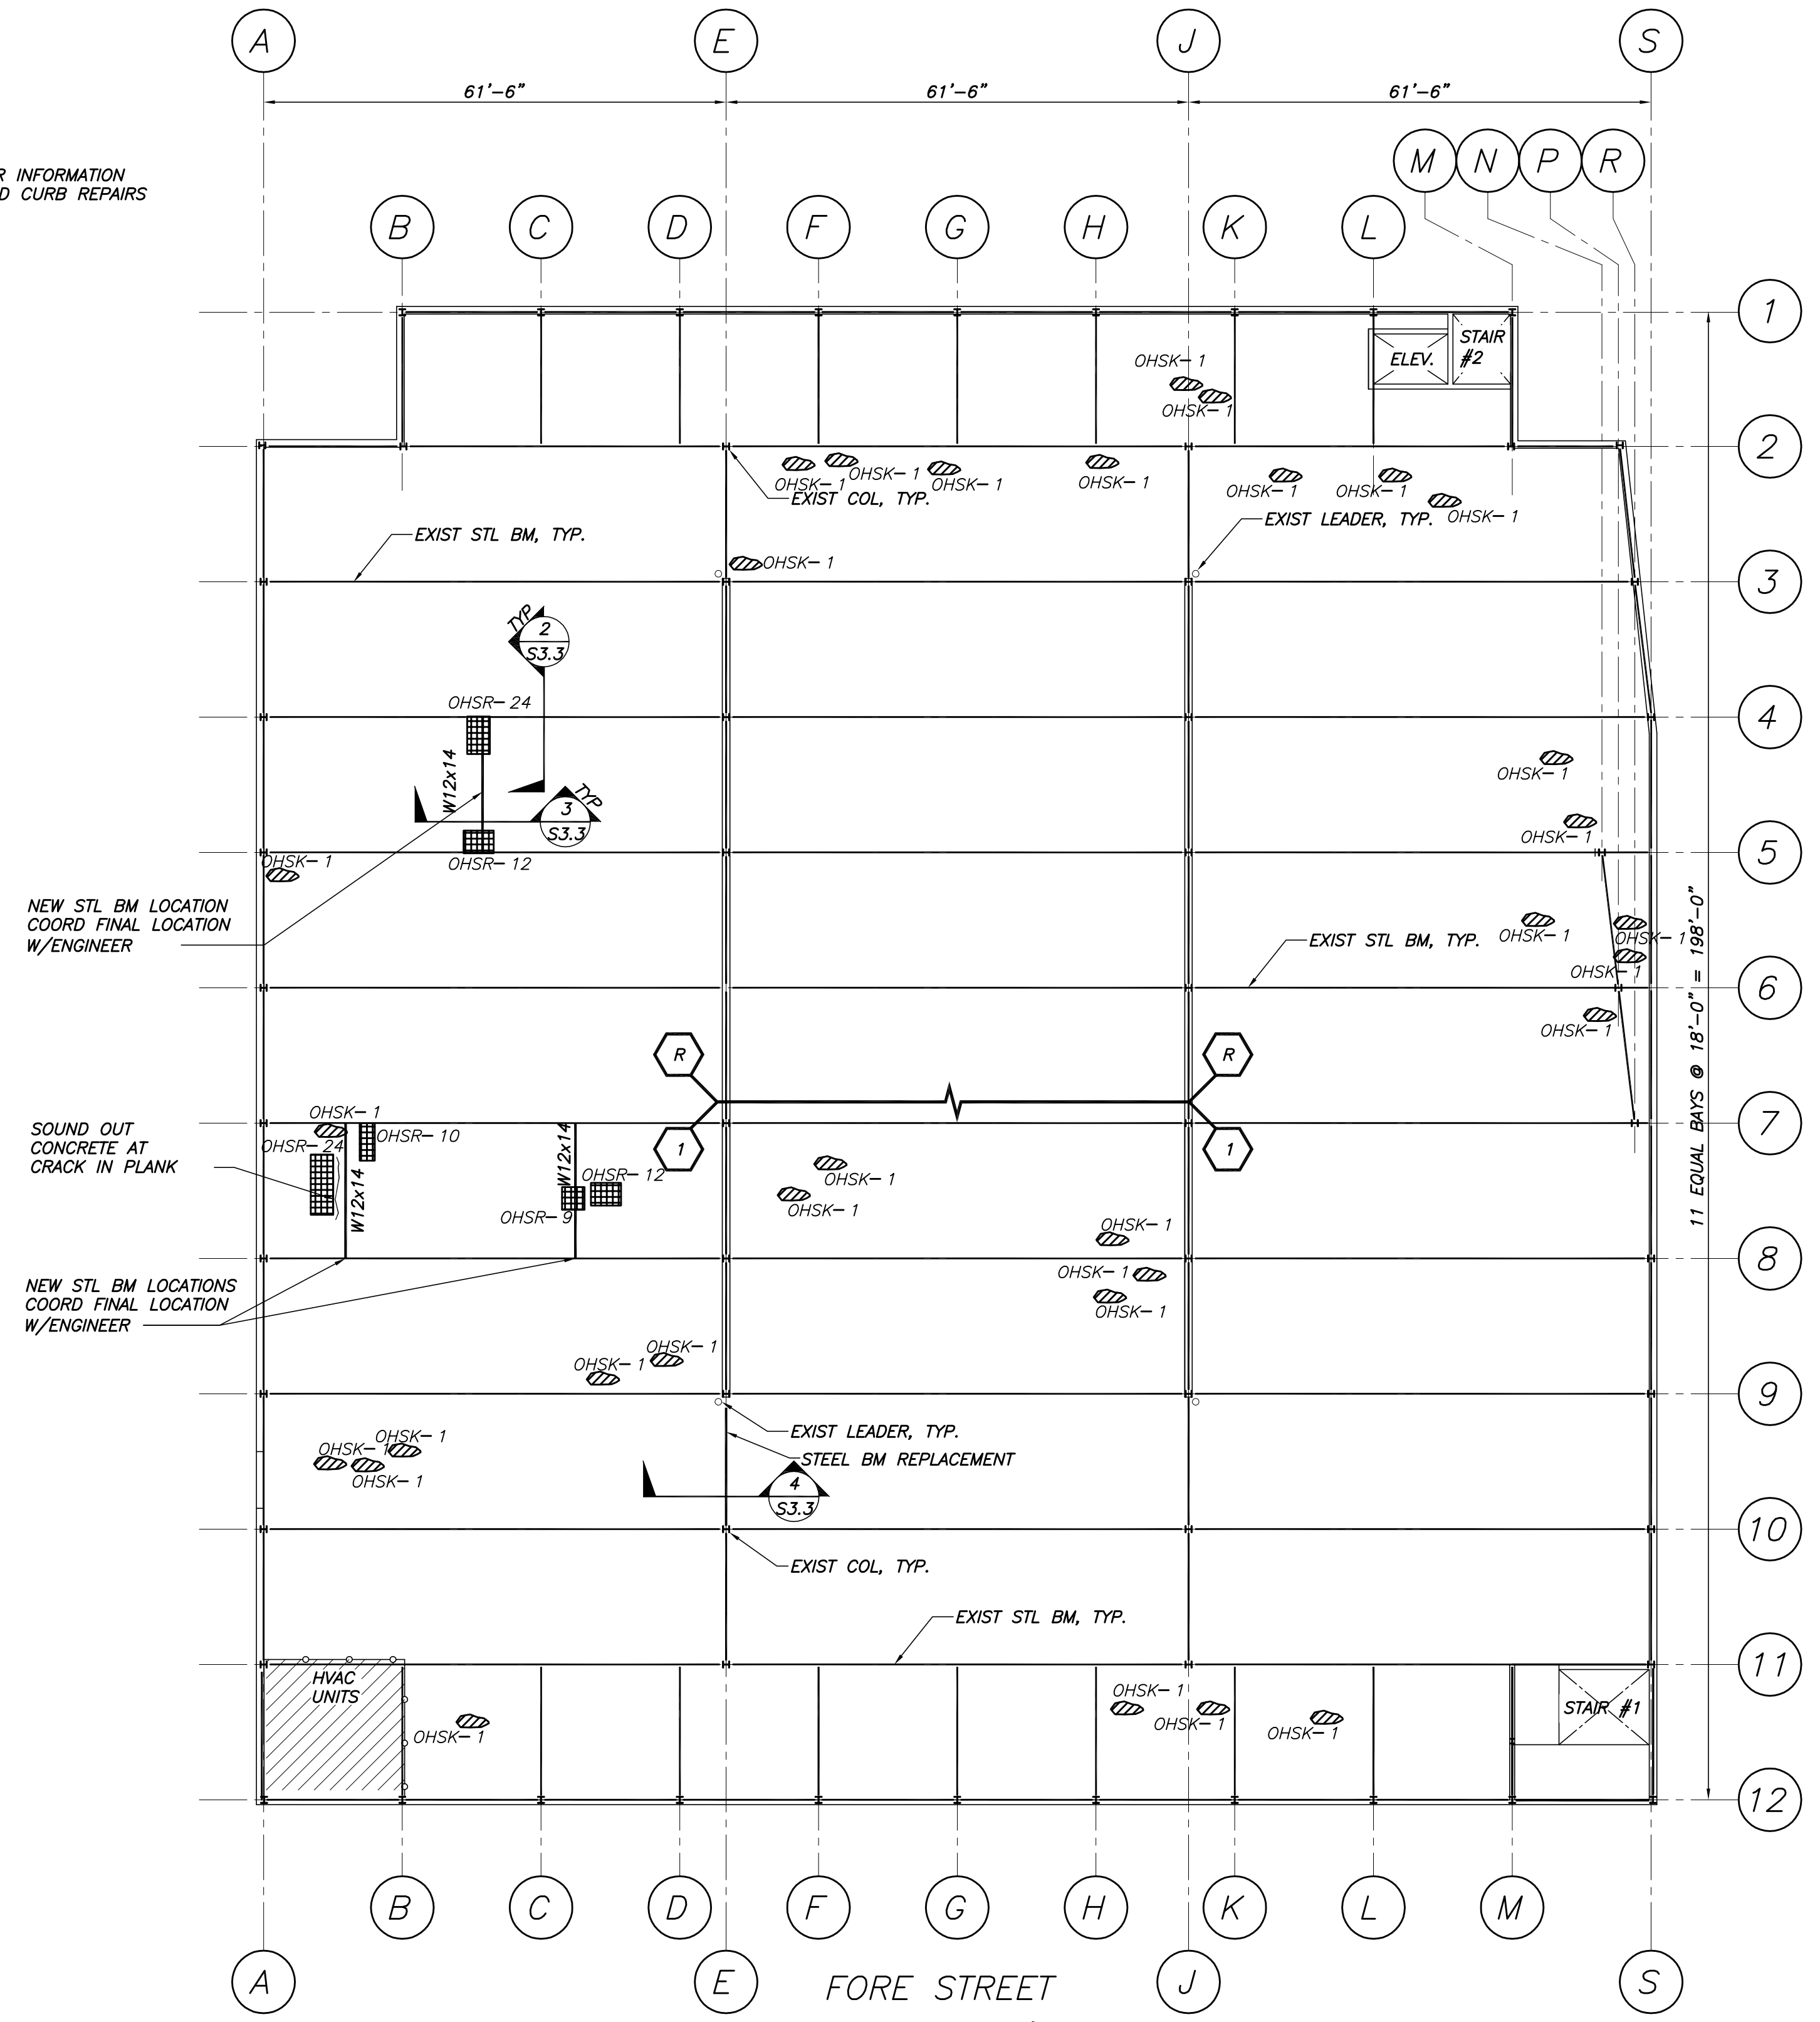 A
E
J
S
61'-6"
61'-6"
61'-6"
M
N
P
R
R INFORMATION
D CURB REPAIRS
B
C
D
F
G
H
K
L
1
STAIR
#2
ELEV.
OHSK-1
OHSK-1
2
OHSK-1
OHSK-1
OHSK-1
OHSK-1
OHSK-1
OHSK-1
OHSK-1
EXIST COL, TYP.
EXIST LEADER, TYP.
EXIST STL BM, TYP.
OHSK-1
3
TYP
2
S3.3
OHSR-24
4
W12x14
TYP
3
S3.3
OHSK-1
OHSK-1
OHSK-1
OHSR-12
5
NEW STL BM LOCATION
COORD FINAL LOCATION
W/ENGINEER
EXIST STL BM, TYP.
OHSK-1
OHSK-1
OHSK-1
6
11 EQUAL BAYS @ 18'-0" = 198'-0"
OHSK-1
R
R
1
1
7
SOUND OUT
CONCRETE AT
CRACK IN PLANK
OHSK-1
OHSR-24
OHSR-10
W12x14
W12x14
OHSR-12
OHSR-9
OHSK-1
OHSK-1
OHSK-1
8
NEW STL BM LOCATIONS
COORD FINAL LOCATION
W/ENGINEER
OHSK-1
OHSK-1
OHSK-1
OHSK-1
9
EXIST LEADER, TYP.
STEEL BM REPLACEMENT
OHSK-1
OHSK-1
OHSK-1
4
S3.3
10
EXIST COL, TYP.
EXIST STL BM, TYP.
11
HVAC
UNITS
OHSK-1
OHSK-1
OHSK-1
OHSK-1
STAIR #1
12
B
C
D
F
G
H
K
L
M
A
E
J
S
FORE STREET